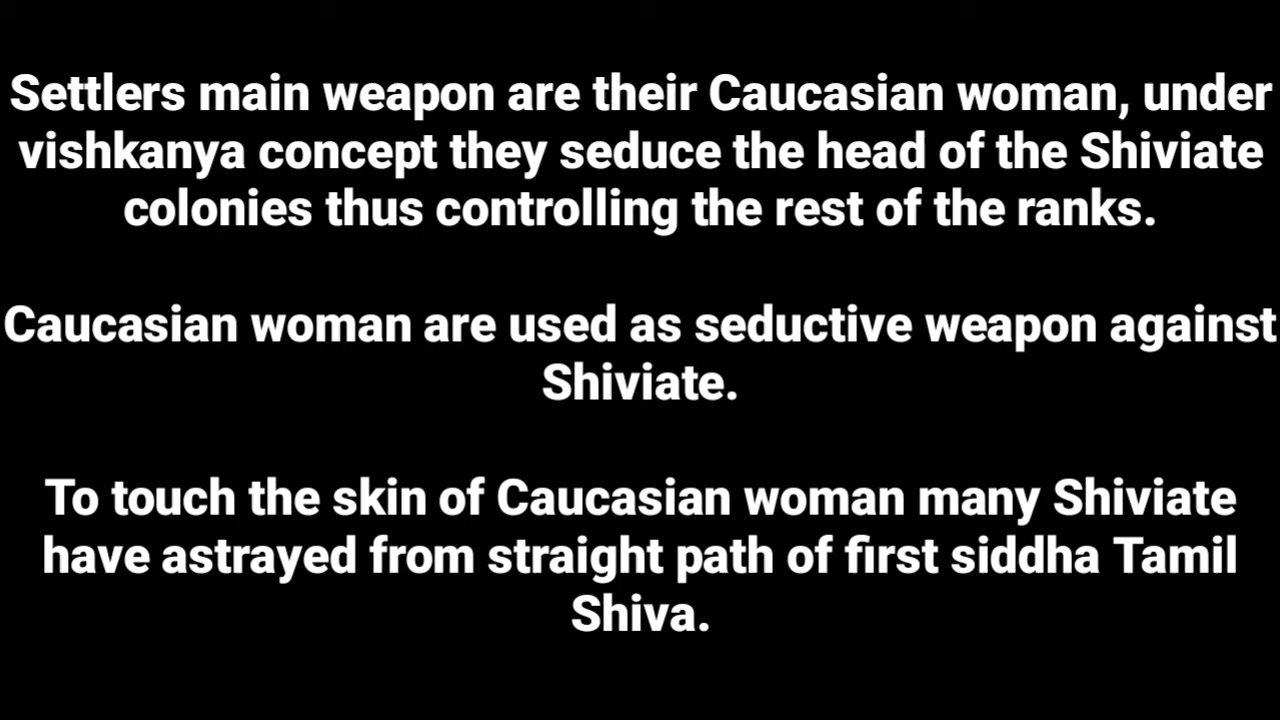 Settlers main weapon are their Caucasian woman, under
vishkanya concept they seduce the head of the Shiviate
colonies thus controlling the rest of the ranks.
Caucasian woman are used as seductive weapon against
Shiviate.
To touch the skin of Caucasian woman many Shiviate
have astrayed from straight path of first siddha Tamil
Shiva.